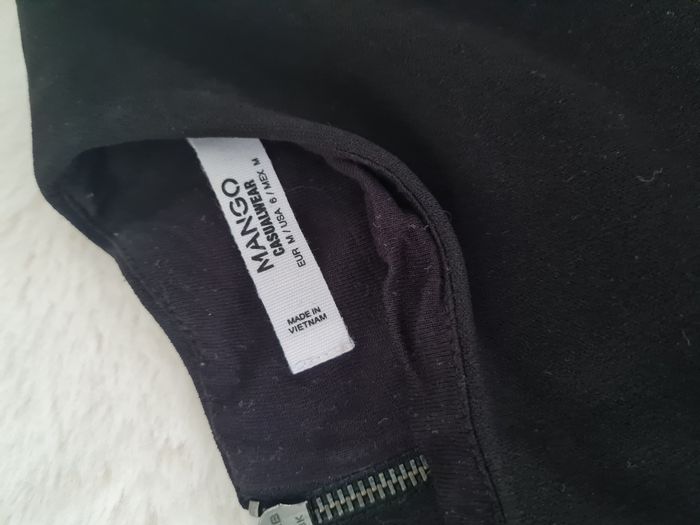 MANGO
CASUALWEAR
EUR M / USA 6 / MEX M
MADE IN
VIETNAM